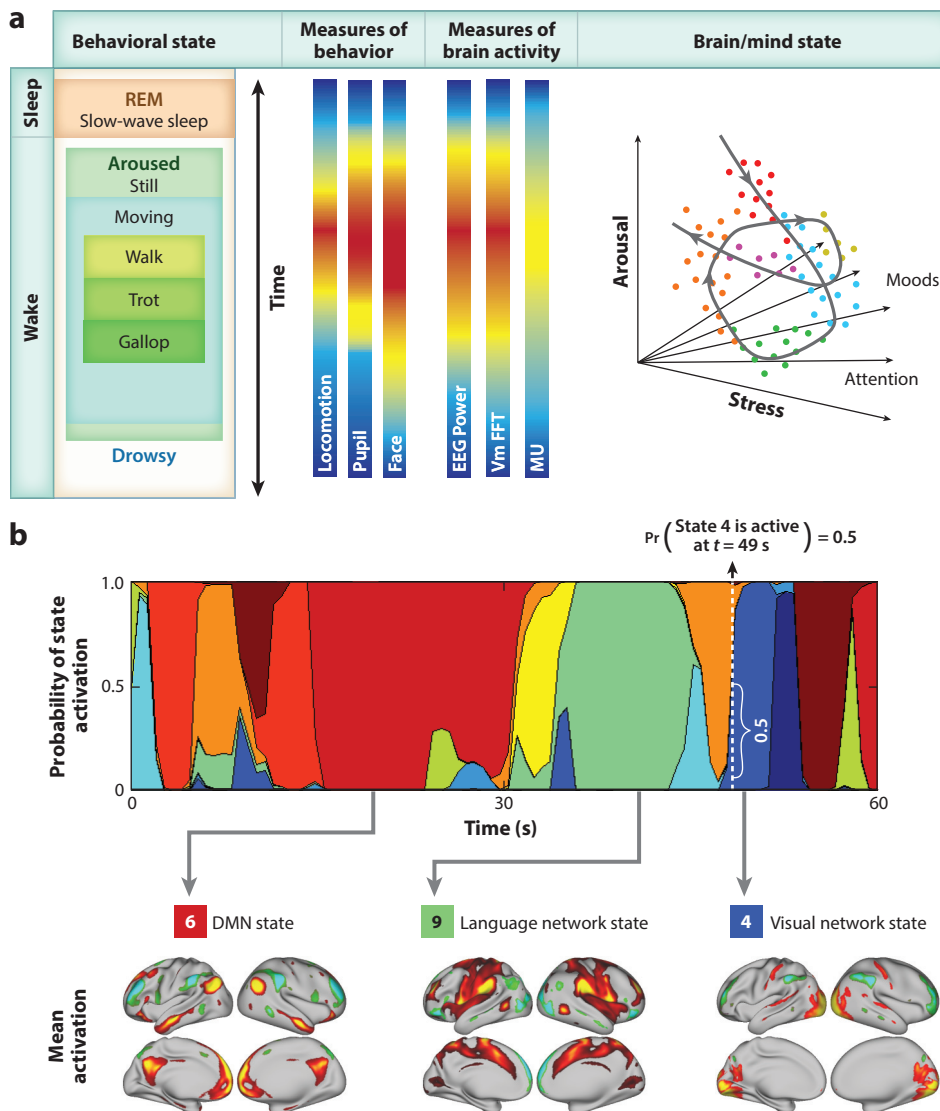 a
Behavioral state
Measures of
behavior
Measures of
brain activity
Brain/mind state
Sleep
REM
Slow-wave sleep
Wake
Aroused
Still
Moving
Walk
Trot
Gallop
Drowsy
Time
Locomotion
Pupil
Face
EEG Power
Vm FFT
MU
Arousal
Moods
Attention
Stress
b
Pr ( State 4 is active
at t = 49 s ) = 0.5
Probability of state
activation
1.0
0.5
0
0.5
0
30
60
Time (s)
6 DMN state
9 Language network state
4 Visual network state
Mean
activation